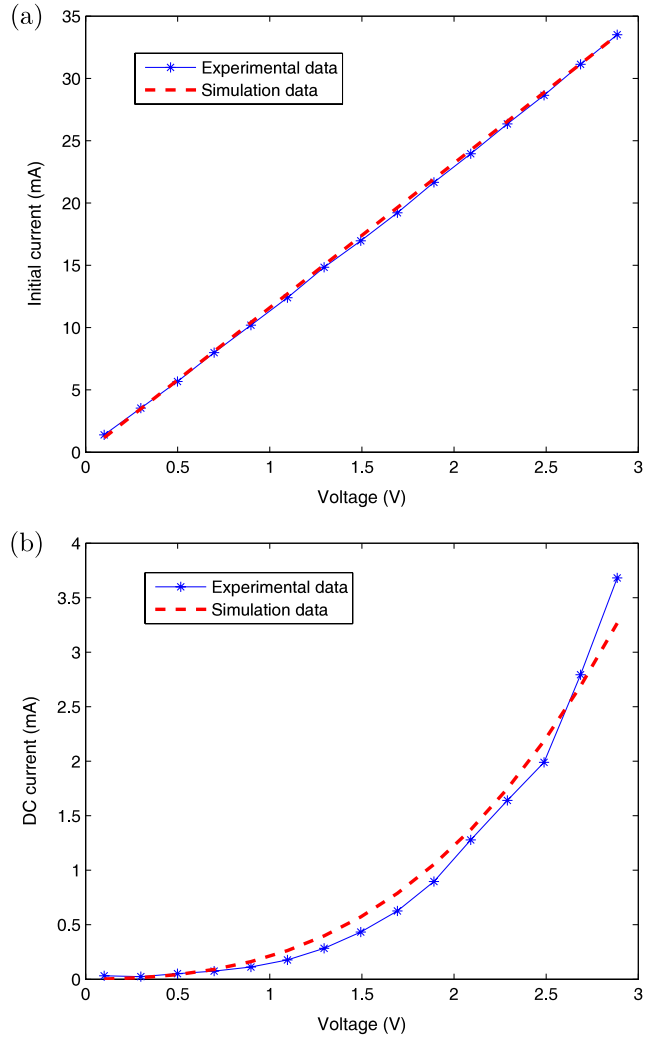 (a)
35
30
25
20
15
10
5
0
Initial current (mA)
Experimental data
Simulation data
0 0.5 1 1.5 2 2.5 3
Voltage (V)
(b)
4
3.5
3
2.5
2
1.5
1
0.5
0
DC current (mA)
Experimental data
Simulation data
0 0.5 1 1.5 2 2.5 3
Voltage (V)